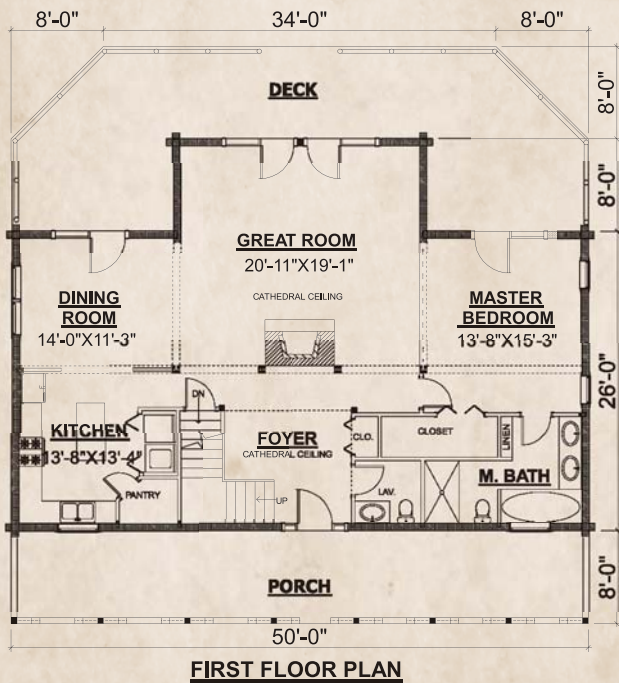 8'-0"
34'-0"
8'-0"
DECK
8'-0"
8'-0"
GREAT ROOM
20'-11"X19'-1"
CATHEDRAL CEILING
DINING
ROOM
14'-0"X11'-3"
MASTER
BEDROOM
13'-8"X15'-3"
26'-0"
DN
KITCHEN
13'-8"X13'-4"
FOYER
CATHEDRAL CEILING
CLO.
CLOSET
LINEN
M. BATH
PANTRY
UP
LAV.
PORCH
8'-0"
50'-0"
FIRST FLOOR PLAN